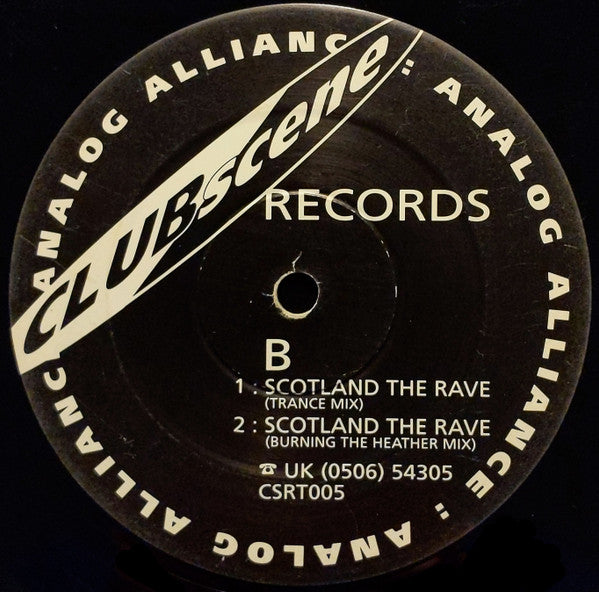 ANALOG ALLIANC : ANALOG ALLIANCE : ANALOG ALLIANC
CLUBscene
RECORDS
B
1 : SCOTLAND THE RAVE
(TRANCE MIX)
2 : SCOTLAND THE RAVE
(BURNING THE HEATHER MIX)
☎ UK (0506) 54305
CSRT005